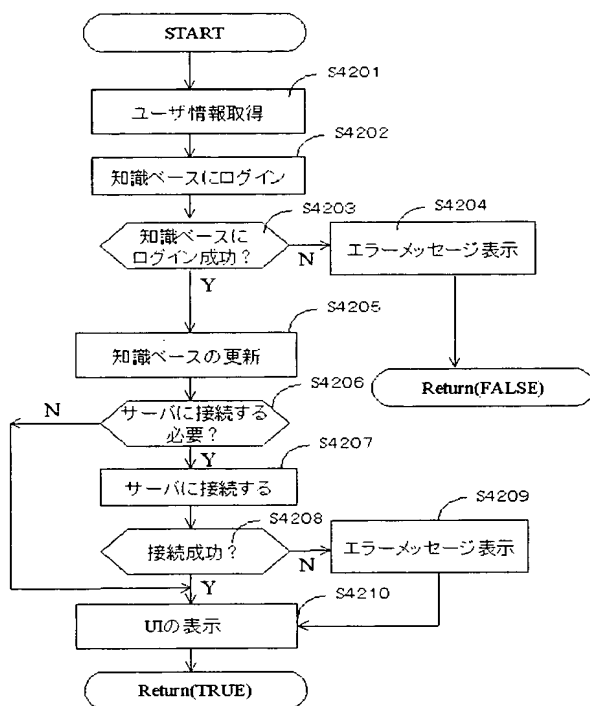 START
S4201
ユーザ情報取得
S4202
知識ベースにログイン
S4203
知識ベースに
ログイン成功？
N
Y
S4204
エラーメッセージ表示
Return(FALSE)
S4205
知識ベースの更新
S4206
サーバに接続する
必要？
N
Y
S4207
サーバに接続する
S4208
接続成功？
N
Y
S4209
エラーメッセージ表示
S4210
UIの表示
Return(TRUE)